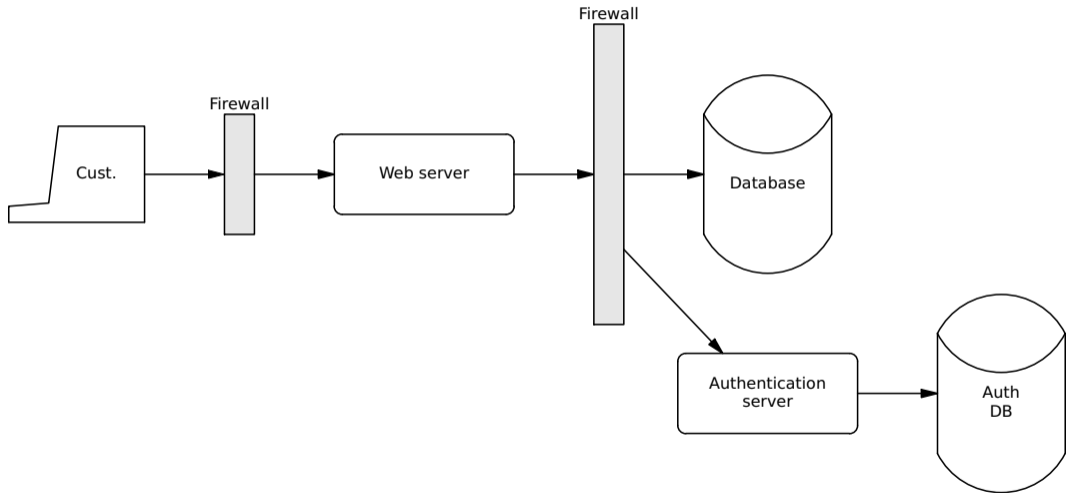 Firewall
Firewall
Cust.
Web server
Database
Authentication
server
Auth
DB